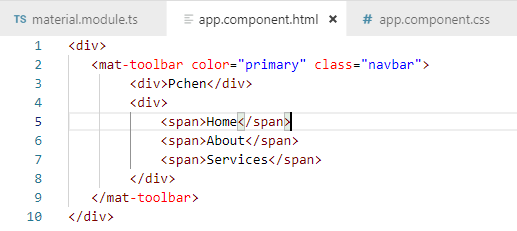 TS material.module.ts app.component.html × # app.component.css
1 <div>
2 <mat-toolbar color="primary" class="navbar">
3 <div>Pchen</div>
4 <div>
5 <span>Home</span>
6 <span>About</span>
7 <span>Services</span>
8 </div>
9 </mat-toolbar>
10 </div>